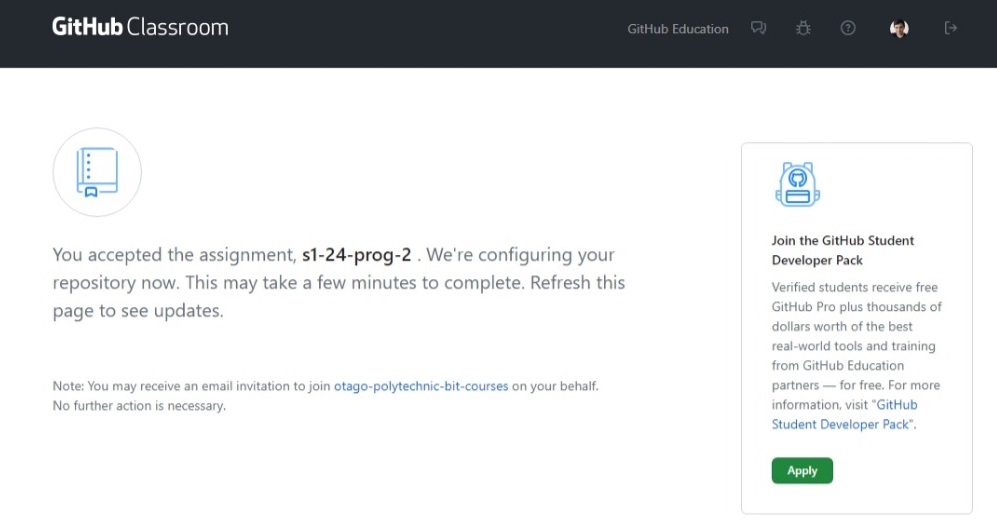 GitHub Classroom
GitHub Education
You accepted the assignment, s1-24-prog-2 . We're configuring your
repository now. This may take a few minutes to complete. Refresh this
page to see updates.
Note: You may receive an email invitation to join otago-polytechnic-bit-courses on your behalf.
No further action is necessary.
Join the GitHub Student
Developer Pack
Verified students receive free
GitHub Pro plus thousands of
dollars worth of the best
real-world tools and training
from GitHub Education
partners — for free. For more
information, visit "GitHub
Student Developer Pack".
Apply